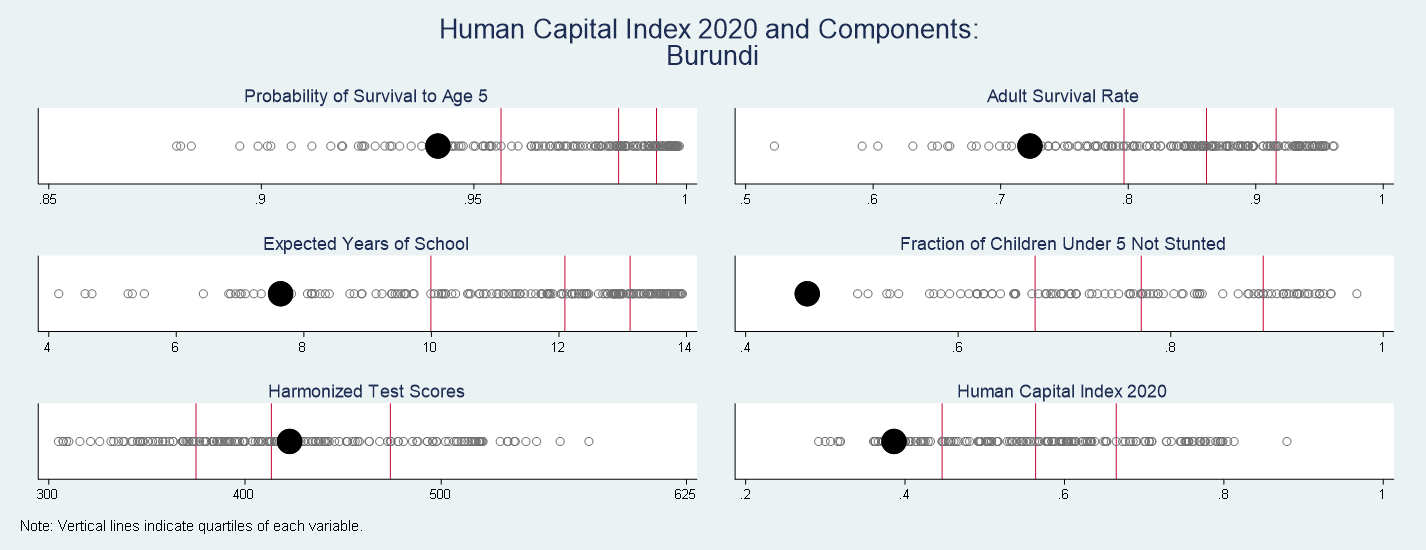 Human Capital Index 2020 and Components:
Burundi
Probability of Survival to Age 5
.85 .9 .95 1
Adult Survival Rate
.5 .6 .7 .8 .9 1
Expected Years of School
4 6 8 10 12 14
Fraction of Children Under 5 Not Stunted
.4 .6 .8 1
Harmonized Test Scores
300 400 500 625
Human Capital Index 2020
.2 .4 .6 .8 1
Note: Vertical lines indicate quartiles of each variable.